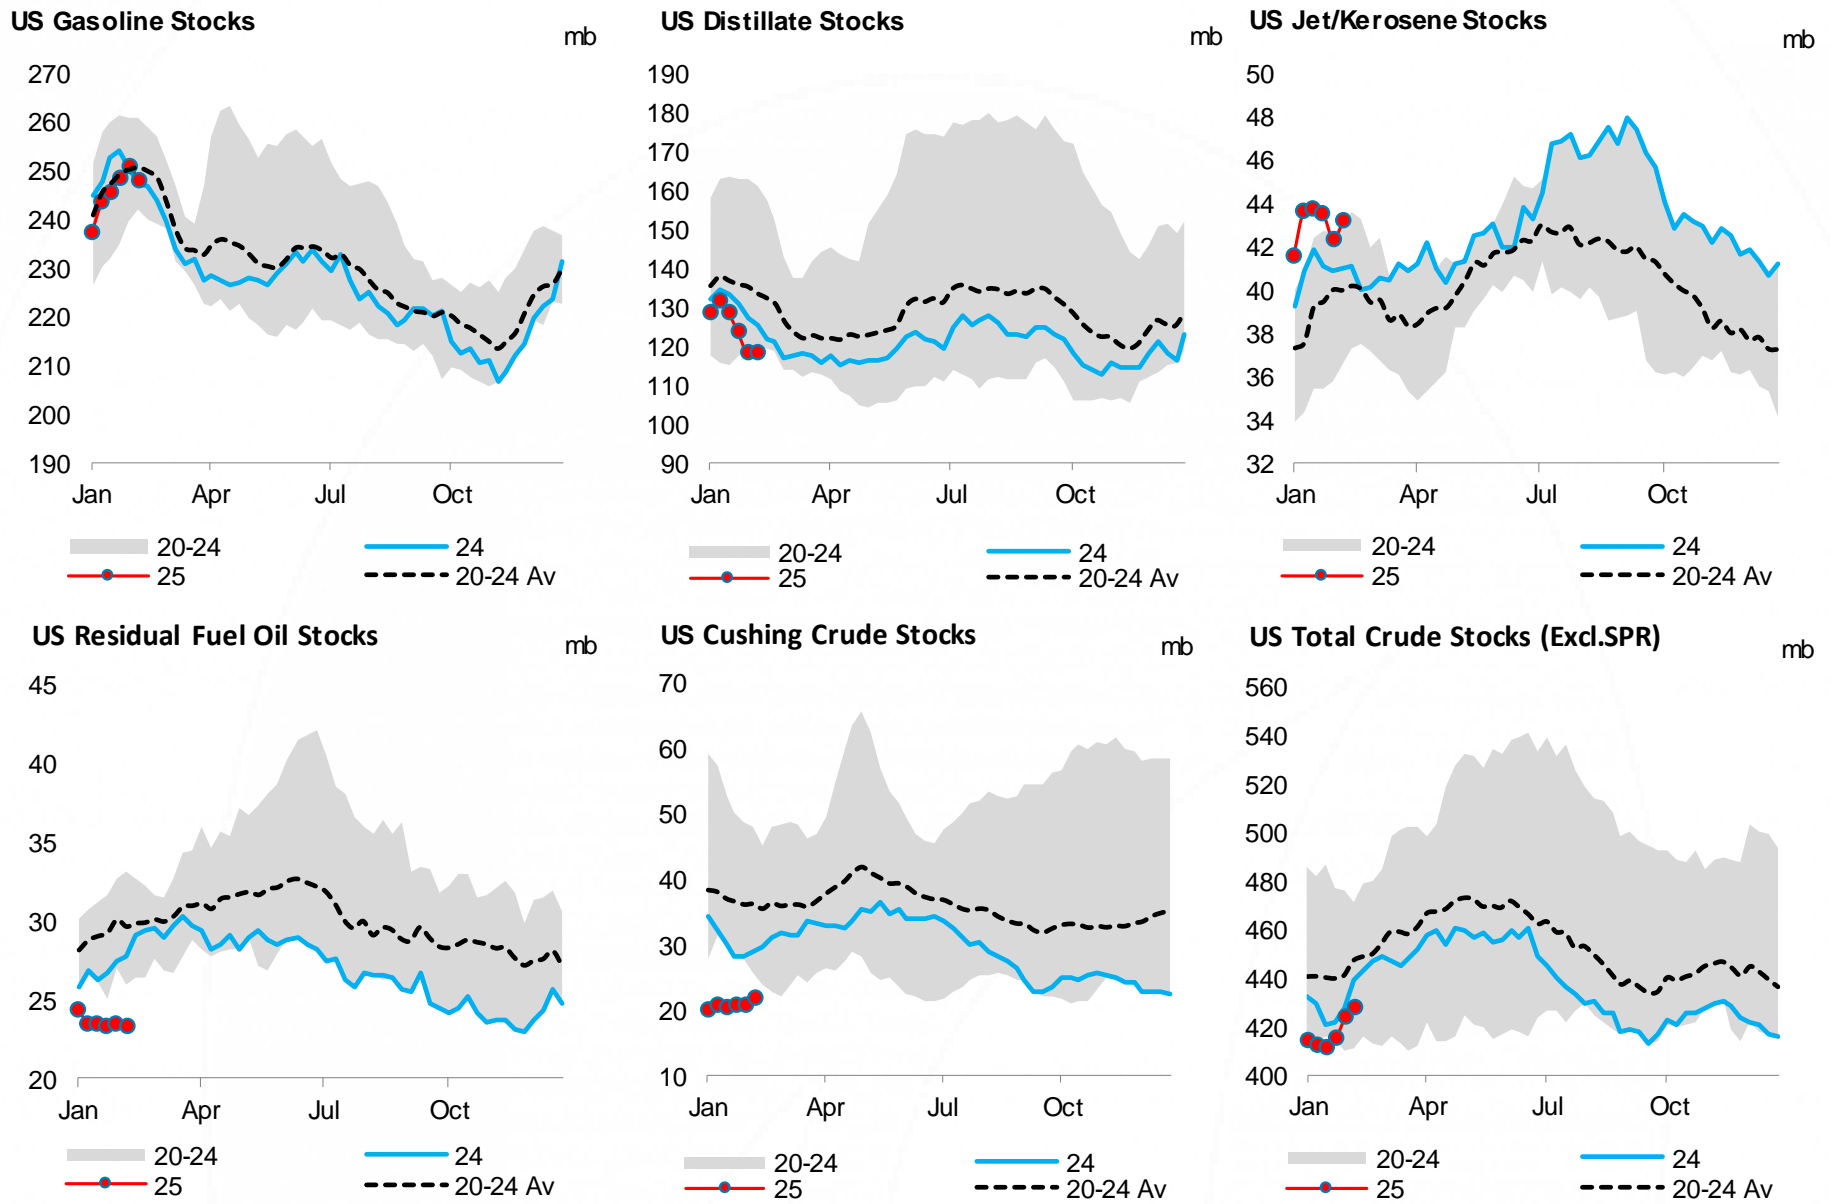 US Gasoline Stocks
mb
270
260
250
240
230
220
210
200
190
Jan Apr Jul Oct
20-24 24
25 20-24 Av
US Distillate Stocks
mb
190
180
170
160
150
140
130
120
110
100
90
Jan Apr Jul Oct
20-24 24
25 20-24 Av
US Jet/Kerosene Stocks
mb
50
48
46
44
42
40
38
36
34
32
Jan Apr Jul Oct
20-24 24
25 20-24 Av
US Residual Fuel Oil Stocks
mb
45
40
35
30
25
20
Jan Apr Jul Oct
20-24 24
25 20-24 Av
US Cushing Crude Stocks
mb
70
60
50
40
30
20
10
Jan Apr Jul Oct
20-24 24
25 20-24 Av
US Total Crude Stocks (Excl.SPR)
mb
560
540
520
500
480
460
440
420
400
Jan Apr Jul Oct
20-24 24
25 20-24 Av